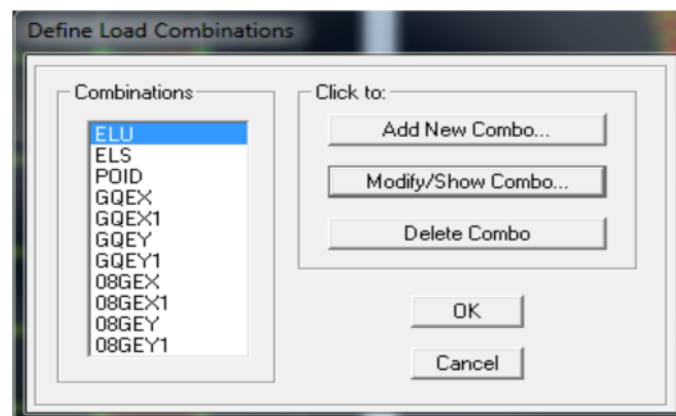 Define Load Combinations
Combinations
ELU
ELS
POID
GQEX
GQEX1
GQEY
GQEY1
08GEX
08GEX1
08GEY
08GEY1
Click to:
Add New Combo...
Modify/Show Combo...
Delete Combo
OK
Cancel